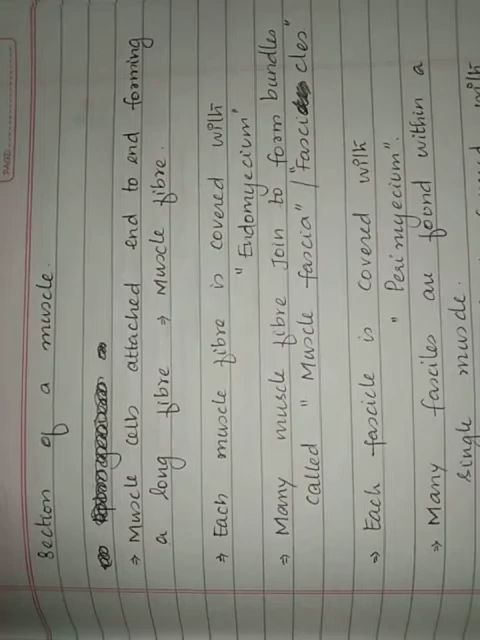 PAGE
Section of a muscle.
⇒ Muscle cells attached end to end forming
a long fibre ⇒ Muscle fibre.
⇒ Each muscle fibre is covered with
"Endomyecium"
⇒ Many muscle fibre Join to form bundles
called "Muscle fascia" / "Fascicles"
⇒ Each fascicle is covered with
"Perimyecium".
⇒ Many fasciles are found within a
single muscle.
with